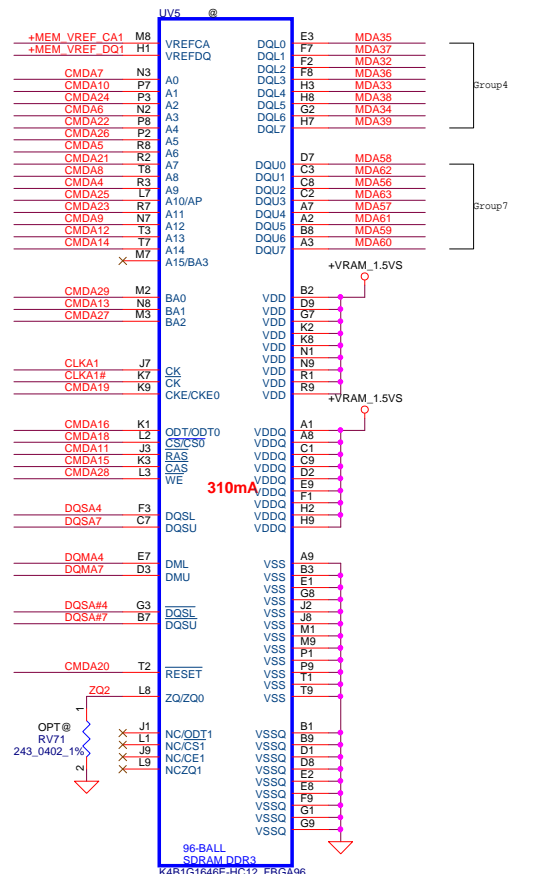 UV5 @
+MEM_VREF_CA1 M8 VREFCA
+MEM_VREF_DQ1 H1 VREFDQ
CMDA7 N3 A0
CMDA10 P7 A1
CMDA24 P3 A2
CMDA6 N2 A3
CMDA22 P8 A4
CMDA26 P2 A5
CMDA5 R8 A6
CMDA21 R2 A7
CMDA8 T8 A8
CMDA4 R3 A9
CMDA25 L7 A10/AP
CMDA23 R7 A11
CMDA9 N7 A12
CMDA12 T3 A13
CMDA14 T7 A14
M7 A15/BA3
CMDA29 M2 BA0
CMDA13 N8 BA1
CMDA27 M3 BA2
CLKA1 J7 CK
CLKA1# K7 CK
CMDA19 K9 CKE/CKE0
CMDA16 K1 ODT/ODT0
CMDA18 L2 CS/CS0
CMDA11 J3 RAS
CMDA15 K3 CAS
CMDA28 L3 WE
DQSA4 F3 DQSL
DQSA7 C7 DQSU
DQMA4 E7 DML
DQMA7 D3 DMU
DQSA#4 G3 DQSL
DQSA#7 B7 DQSU
CMDA20 T2 RESET
ZQ2 L8 ZQ/ZQ0
1
OPT@
RV71
243_0402_1%
2
J1 NC/ODT1
L1 NC/CS1
J9 NC/CE1
L9 NCZQ1
310mA
DQL0 E3 MDA35
DQL1 F7 MDA37
DQL2 F2 MDA32
DQL3 F8 MDA36
DQL4 H3 MDA33
DQL5 H8 MDA38
DQL6 G2 MDA34
DQL7 H7 MDA39
Group4
DQU0 D7 MDA58
DQU1 C3 MDA62
DQU2 C8 MDA56
DQU3 C2 MDA63
DQU4 A7 MDA57
DQU5 A2 MDA61
DQU6 B8 MDA59
DQU7 A3 MDA60
Group7
+VRAM_1.5VS
VDD B2
VDD D9
VDD G7
VDD K2
VDD K8
VDD N1
VDD N9
VDD R1
VDD R9
+VRAM_1.5VS
VDDQ A1
VDDQ A8
VDDQ C1
VDDQ C9
VDDQ D2
VDDQ E9
VDDQ F1
VDDQ H2
VDDQ H9
VSS A9
VSS B3
VSS E1
VSS G8
VSS J2
VSS J8
VSS M1
VSS M9
VSS P1
VSS P9
VSS T1
VSS T9
VSSQ B1
VSSQ B9
VSSQ D1
VSSQ D8
VSSQ E2
VSSQ E8
VSSQ F9
VSSQ G1
VSSQ G9
96-BALL
SDRAM DDR3
K4B1G1646E-HC12_FBGA96